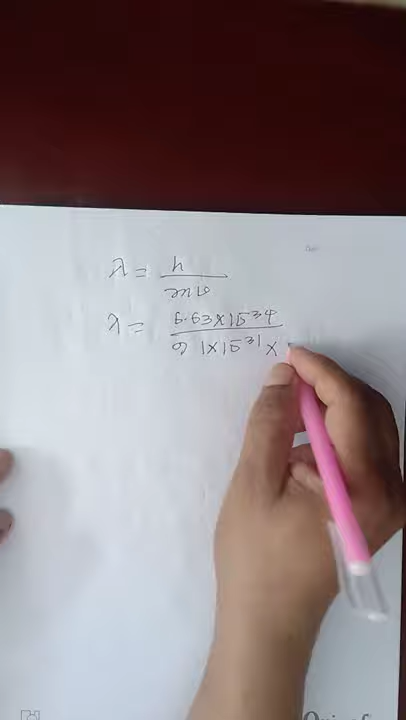 λ = h / mv
λ = 6.63×10^-34 / 9.1×10^-31 ×